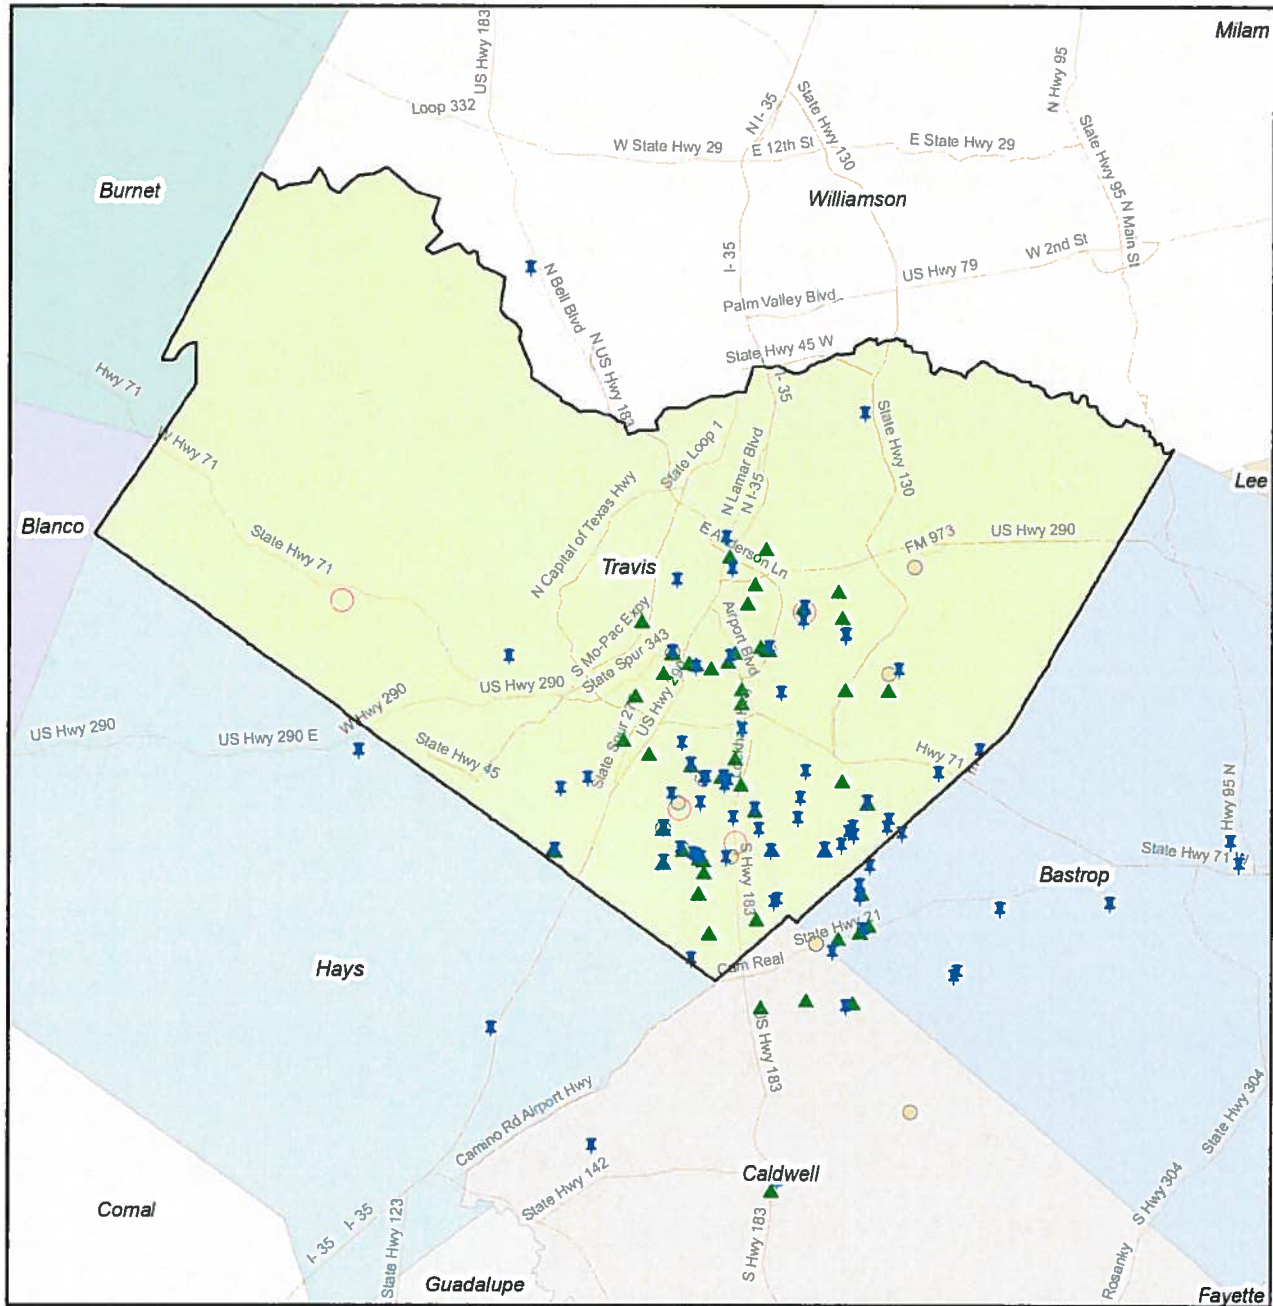 Milam
US Hwy 183
Loop 332
N I- 35
State Hwy 130
N Hwy 95
W State Hwy 29
E 12th St
E State Hwy 29
State Hwy 95
Burnet
Williamson
N Main St
I- 35
W 2nd St
US Hwy 79
N Bell Blvd
Palm Valley Blvd
N US Hwy 183
State Hwy 45 W
Hwy 71
I- 35
State Hwy 130
W Hwy 71
State Loop 1
N Lamar Blvd
N I-35
Lee
N Capital of Texas Hwy
Blanco
State Hwy 71
E Anderson Ln
FM 973
US Hwy 290
Travis
Airport Blvd
S Mo-Pac Expy
State Spur 343
US Hwy 290
US Hwy 290
W Hwy 290
US Hwy 290
US Hwy 290 E
State Hwy 45
Hwy 71
Hwy 95 N
State Hwy 71 W
Bastrop
S Hwy 183
State Hwy 21
Cam Real
Hays
US Hwy 183
Camino Rd
Airport Hwy
State Hwy 304
State Hwy 142
Caldwell
S Hwy 304
Comal
I- 35
I- 35
State Hwy 123
S Hwy 183
Rosanky
Guadalupe
Fayette